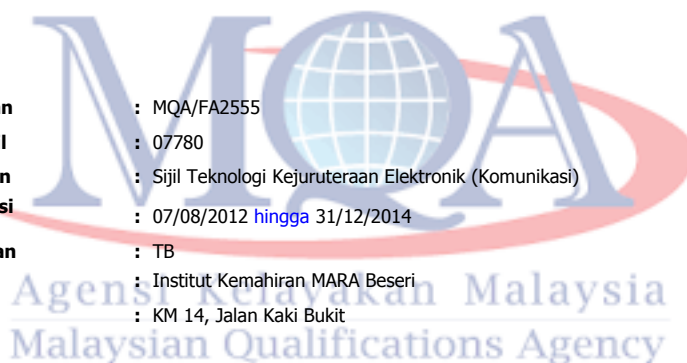 MQA
an : MQA/FA2555
l : 07780
n : Sijil Teknologi Kejuruteraan Elektronik (Komunikasi)
si
: 07/08/2012 hingga 31/12/2014
an : TB
: Institut Kemahiran MARA Beseri
: KM 14, Jalan Kaki Bukit
Agensi Kelayakan Malaysia
Malaysian Qualifications Agency